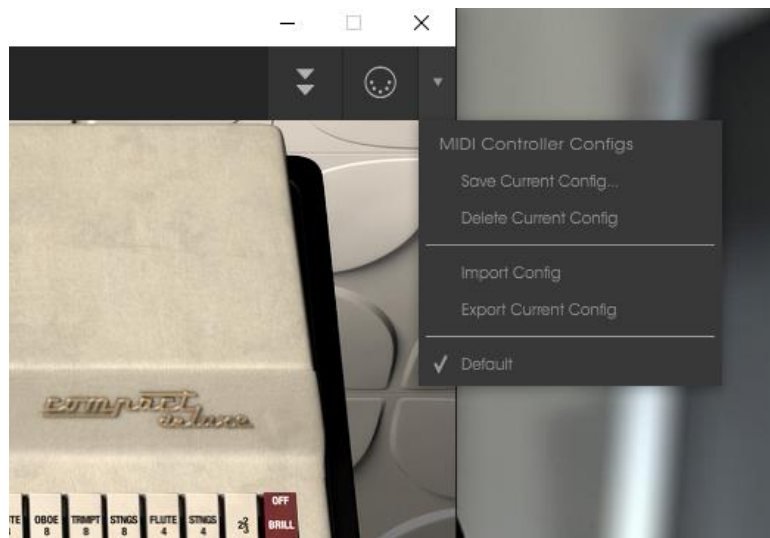 MIDI Controller Configs
Save Current Config...
Delete Current Config
Import Config
Export Current Config
Default
compact
deluxe
OFF
OBOE TRMPT STNGS FLUTE STNGS BRILL
8 8 8 4 4